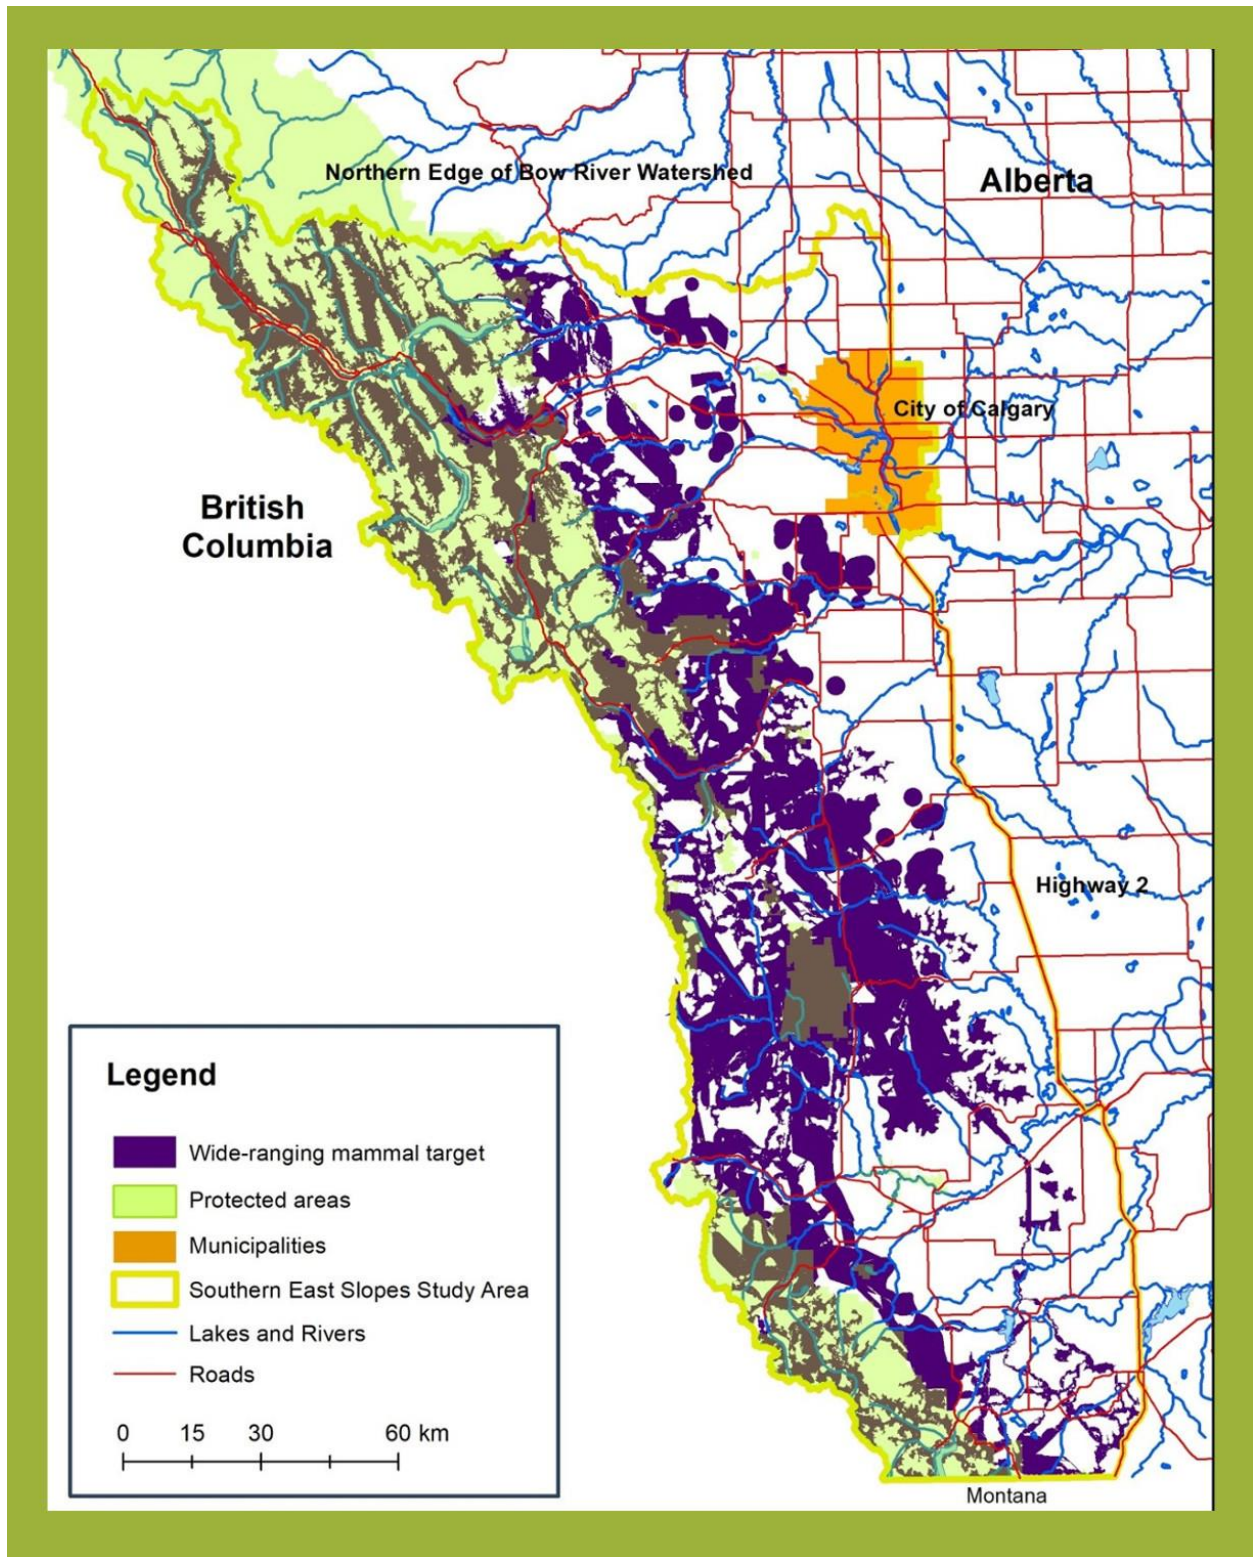 Northern Edge of Bow River Watershed
Alberta
City of Calgary
British
Columbia
Highway 2
Legend
Wide-ranging mammal target
Protected areas
Municipalities
Southern East Slopes Study Area
Lakes and Rivers
Roads
0 15 30 60 km
Montana